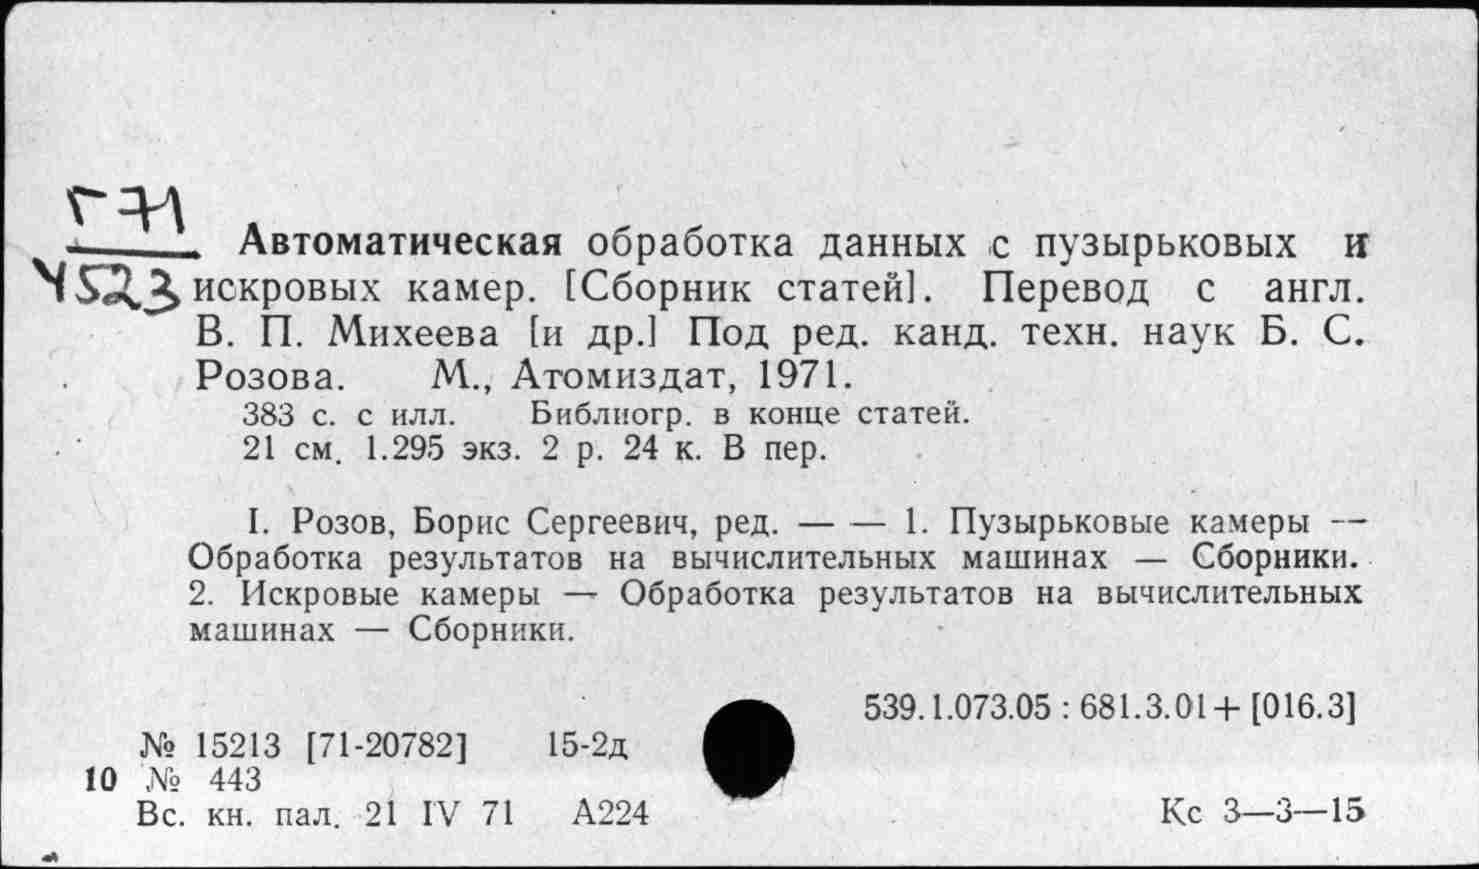 Автоматическая обработка данных с пузырьковых и
искровых камер. [Сборник статей]. Перевод с англ.
В. П. Михеева [и др.] Под ред. канд. техн. наук Б. С.
Розова. М., Атомиздат, 1971.
383 с. с илл. Библиогр. в конце статей.
21 см. 1.295 экз. 2 р. 24 к. В пер.
I. Розов, Борис Сергеевич, ред. — — 1. Пузырьковые камеры —
Обработка результатов на вычислительных машинах — Сборники.
2. Искровые камеры — Обработка результатов на вычислительных
машинах — Сборники.
539.1.073.05 : 681.3.01+ [016.3]
№ 15213 [71-20782] 15-2д
10 № 443
Вс. кн. пал. 21 IV 71 А224
Кс 3—3—15